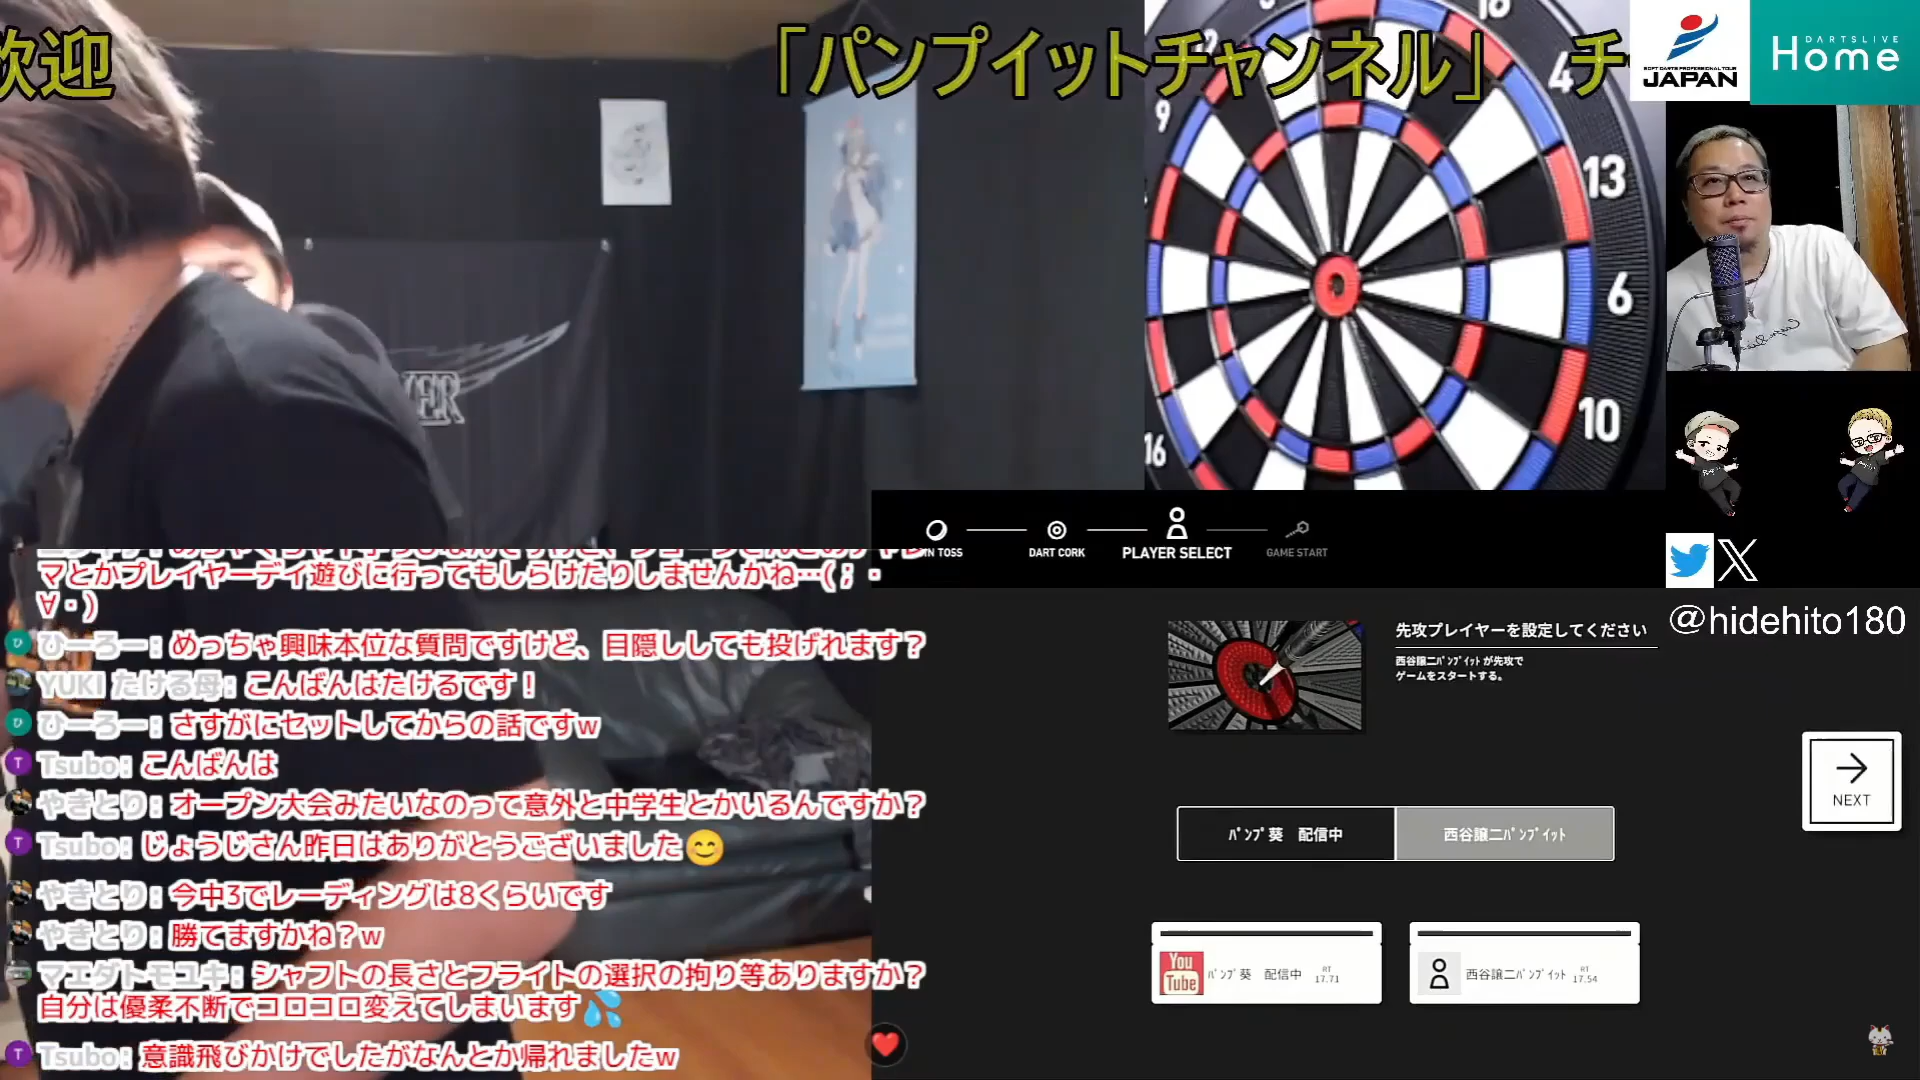 歓迎
「パンプイットチャンネル」 チ
SOFT DARTS PROFESSIONAL TOUR
JAPAN
DARTSLIVE
Home
9
4
13
6
10
16
TOSS
DART CORK
PLAYER SELECT
GAME START
@hidehito180
先攻プレイヤーを設定してください
西谷譲二ﾊﾟﾝﾌﾟｲｯﾄ が先攻で
ゲームをスタートする。
NEXT
ﾊﾟﾝﾌﾟ葵 配信中
西谷譲二ﾊﾟﾝﾌﾟｲｯﾄ
You
Tube
ﾊﾟﾝﾌﾟ葵 配信中
RT
17.71
西谷譲二ﾊﾟﾝﾌﾟｲｯﾄ
RT
17.54
マとかプレイヤーデイ遊びに行ってもしらけたりしませんかね…(；・
∀・)
ひーろー: めっちゃ興味本位な質問ですけど、目隠ししても投げれます？
YUKI たける母: こんばんはたけるです！
ひーろー: さすがにセットしてからの話ですw
Tsubo: こんばんは
やきとり: オープン大会みたいなのって意外と中学生とかいるんですか？
Tsubo: じょうじさん昨日はありがとうございました😊
やきとり: 今中3でレーディングは8くらいです
やきとり: 勝てますかね？w
マエダトモユキ: シャフトの長さとフライトの選択の拘り等ありますか？
自分は優柔不断でコロコロ変えてしまいます💦
Tsubo: 意識飛びかけでしたがなんとか帰れましたw